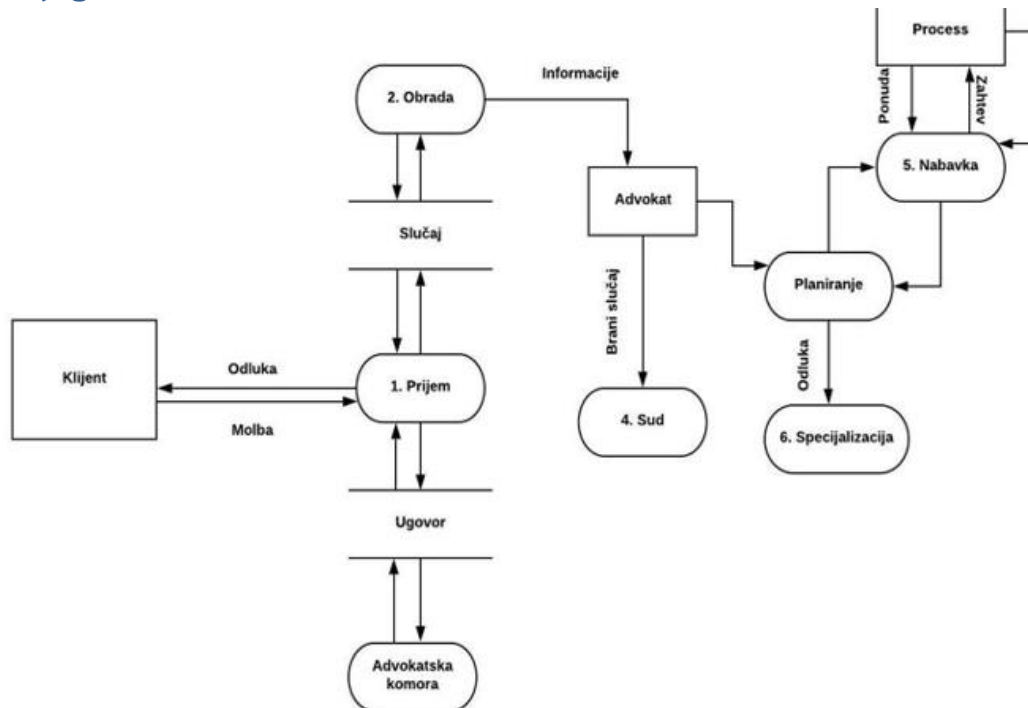 Process
Informacije
2. Obrada
Ponuda
Zahtev
5. Nabavka
Advokat
Slučaj
Planiranje
Brani slučaj
Klijent
Odluka
1. Prijem
Odluka
Molba
4. Sud
6. Specijalizacija
Ugovor
Advokatska
komora